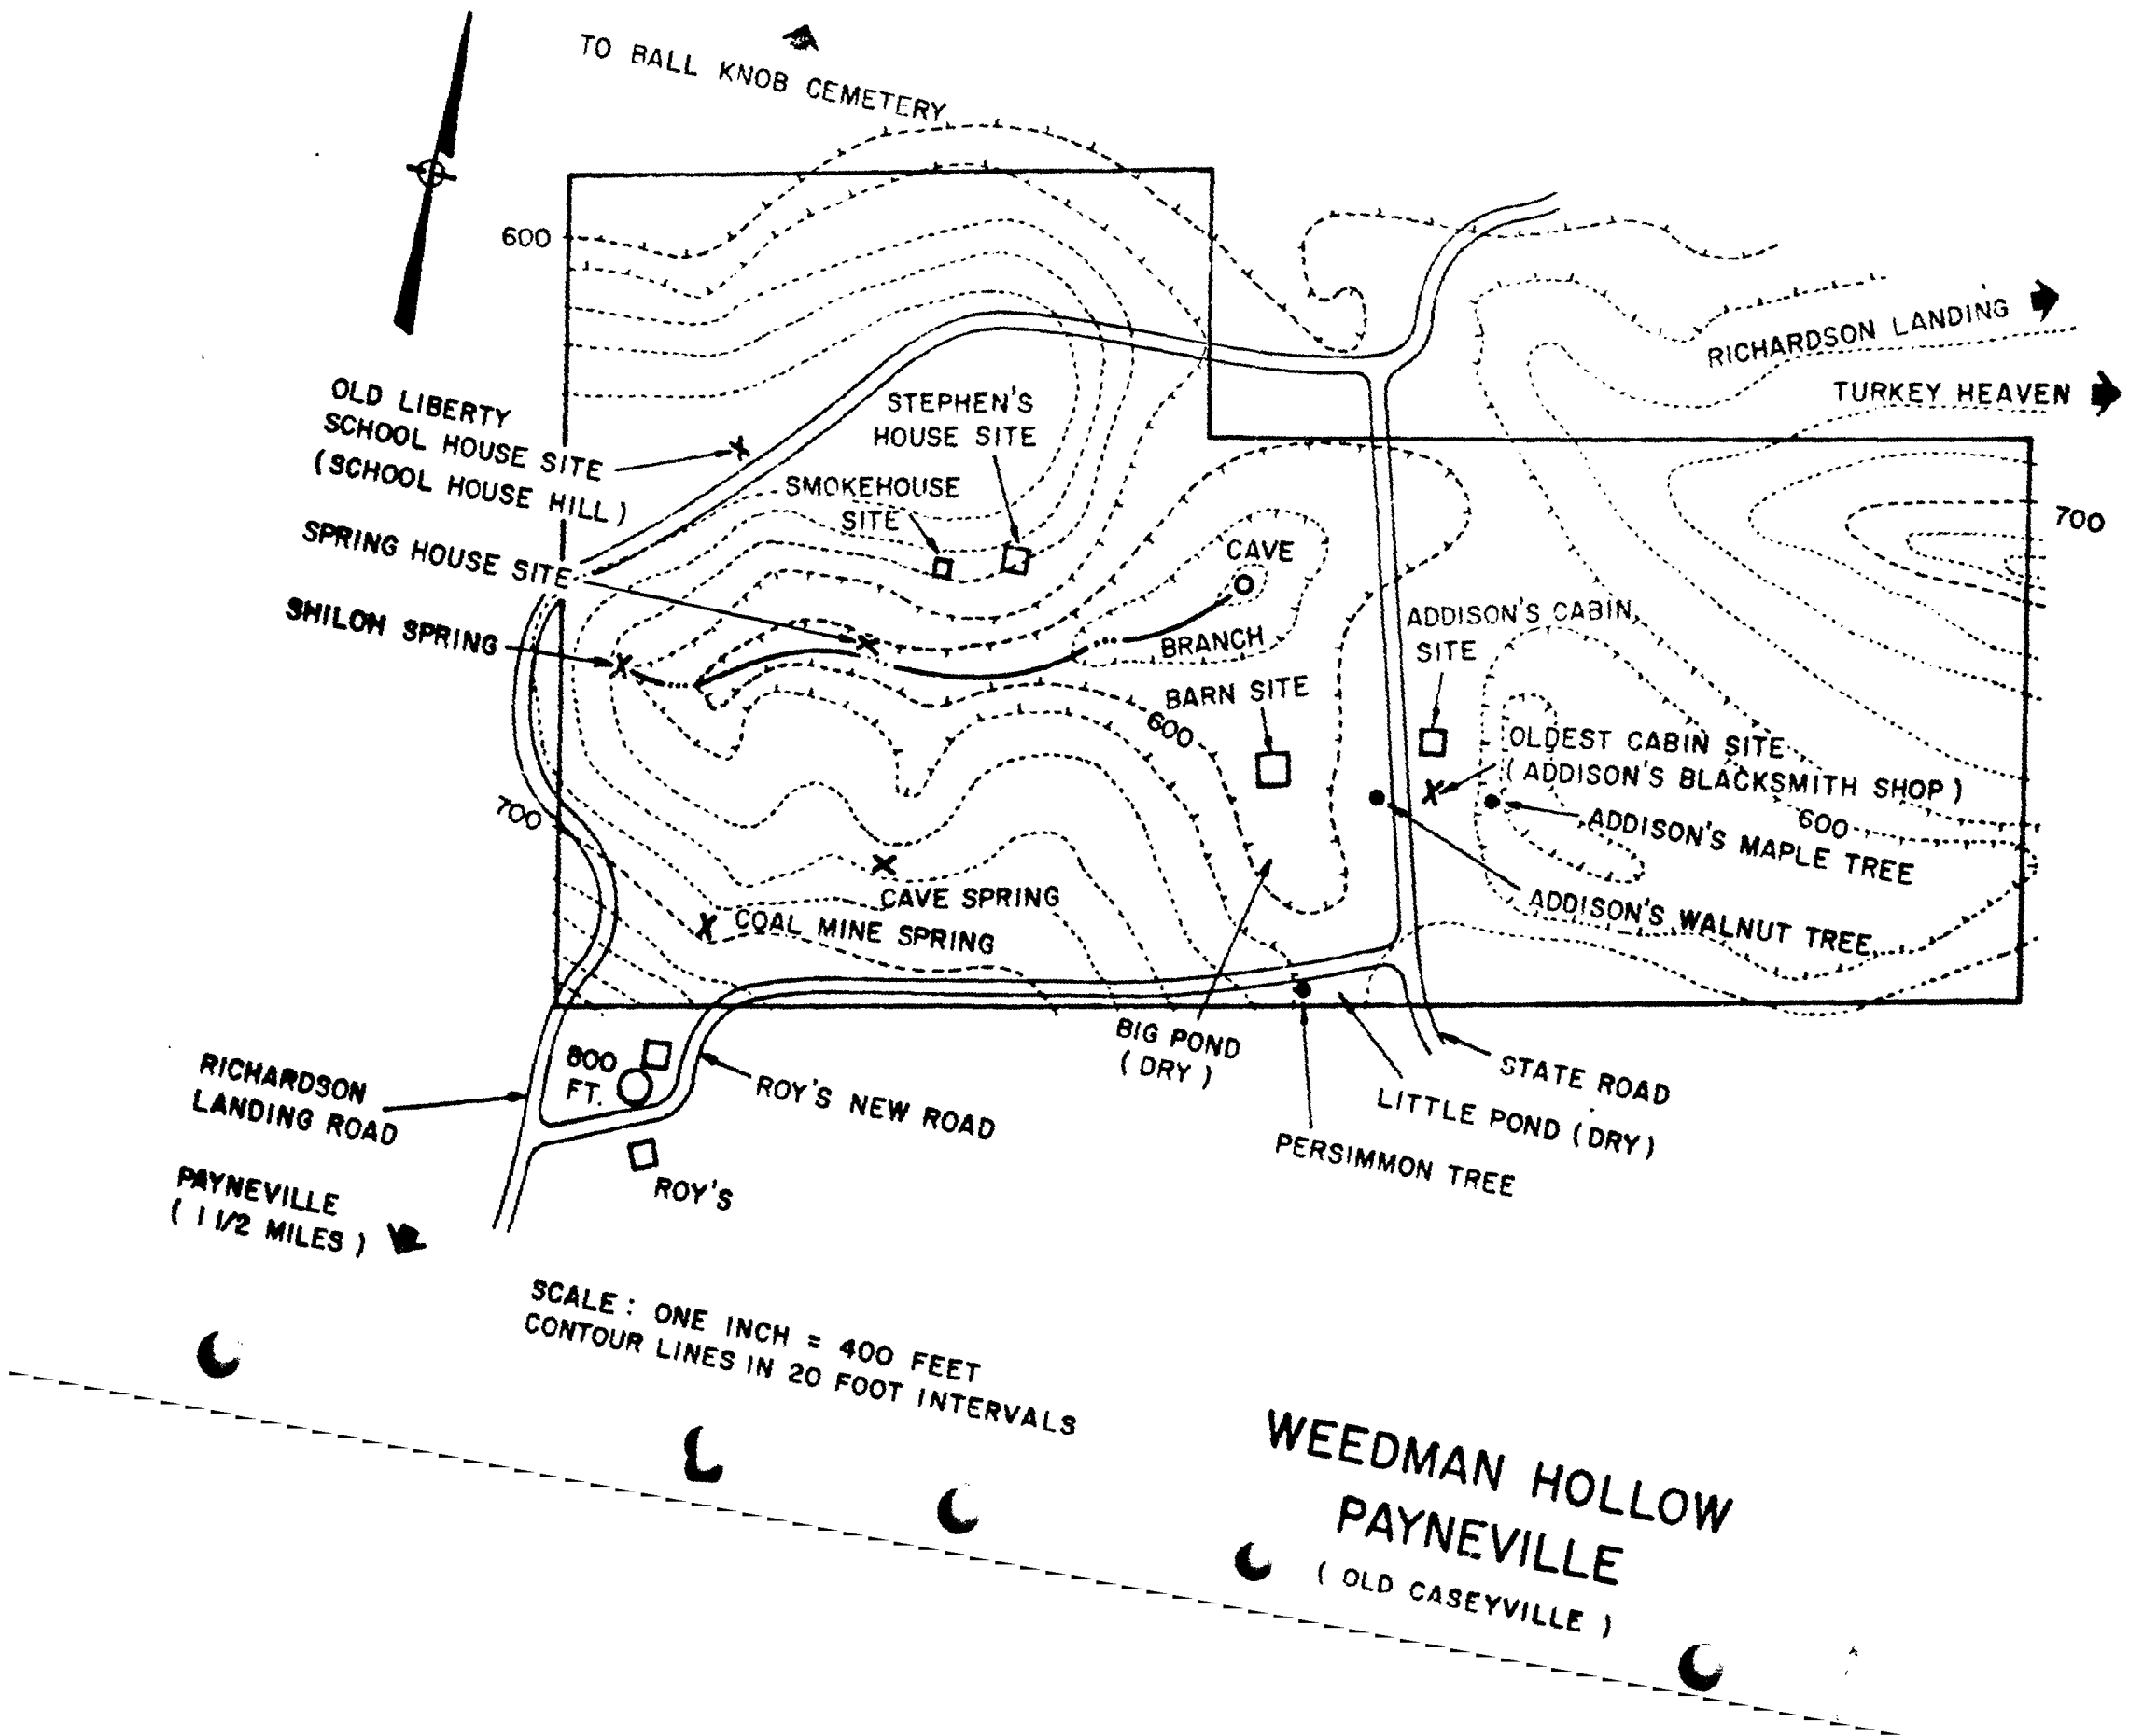 TO BALL KNOB CEMETERY
600
RICHARDSON LANDING
TURKEY HEAVEN
OLD LIBERTY
SCHOOL HOUSE SITE
(SCHOOL HOUSE HILL)
STEPHEN'S
HOUSE SITE
SMOKEHOUSE
SITE
700
SPRING HOUSE SITE
CAVE
SHILOH SPRING
ADDISON'S CABIN
SITE
BRANCH
BARN SITE
600
OLDEST CABIN SITE
(ADDISON'S BLACKSMITH SHOP)
700
600
ADDISON'S MAPLE TREE
CAVE SPRING
ADDISON'S WALNUT TREE
COAL MINE SPRING
BIG POND
(DRY)
800
FT.
STATE ROAD
RICHARDSON
LANDING ROAD
ROY'S NEW ROAD
LITTLE POND (DRY)
PERSIMMON TREE
ROY'S
PAYNEVILLE
(1 1/2 MILES)
SCALE: ONE INCH = 400 FEET
CONTOUR LINES IN 20 FOOT INTERVALS
WEEDMAN HOLLOW
PAYNEVILLE
(OLD CASEYVILLE)